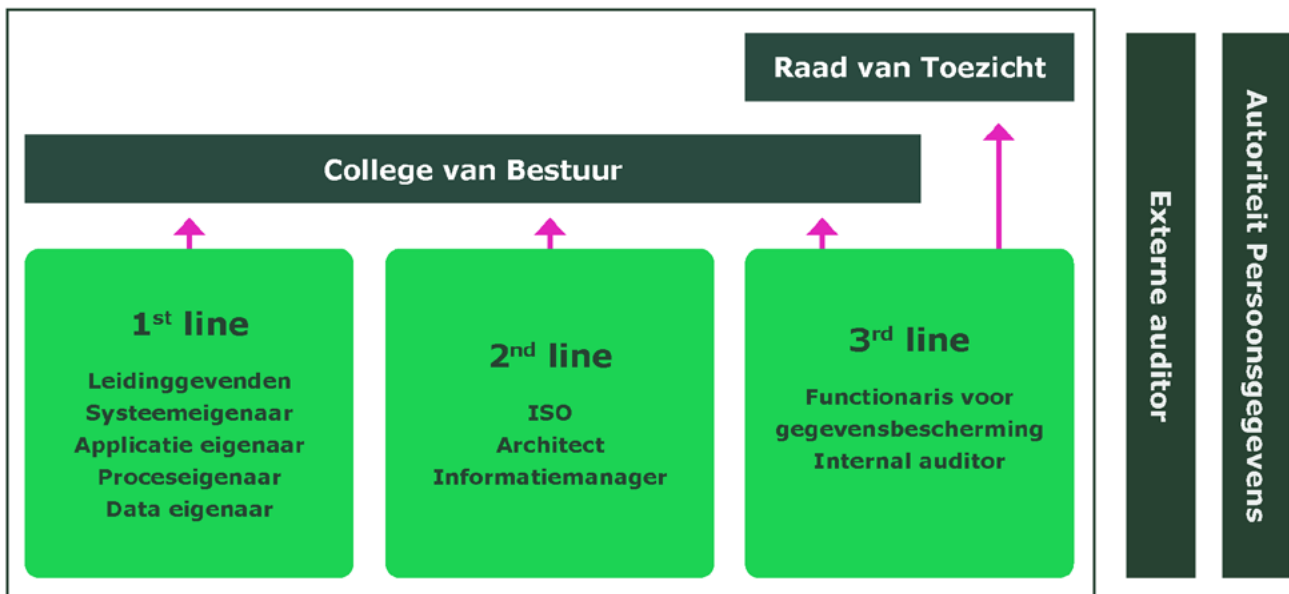 Raad van Toezicht
College van Bestuur
1st line
Leidinggevenden
Systeemeigenaar
Applicatie eigenaar
Proceseigenaar
Data eigenaar
2nd line
ISO
Architect
Informatiemanager
3rd line
Functionaris voor
gegevensbescherming
Internal auditor
Externe auditor
Autoriteit Persoonsgegevens